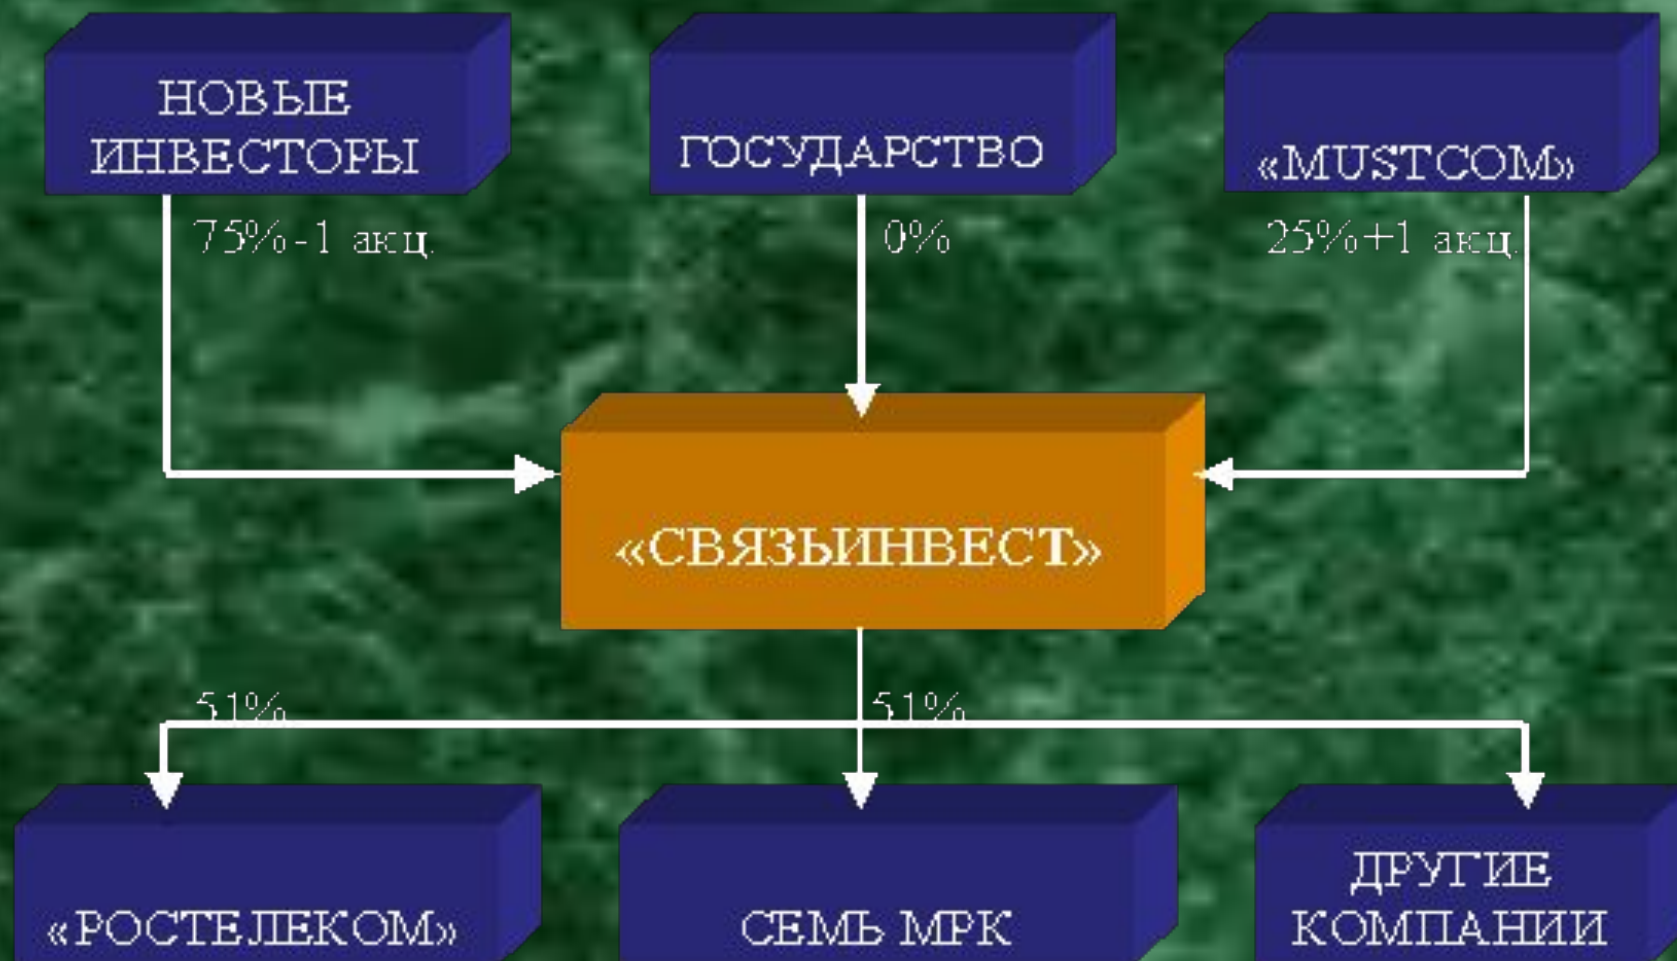 НОВЫЕ
ИНВЕСТОРЫ
ГОСУДАРСТВО
«MUSTCOM»
75%-1 акц.
0%
25%+1 акц.
«СВЯЗЬИНВЕСТ»
51%
51%
«РОСТЕЛЕКОМ»
СЕМЬ МРК
ДРУГИЕ
КОМПАНИИ